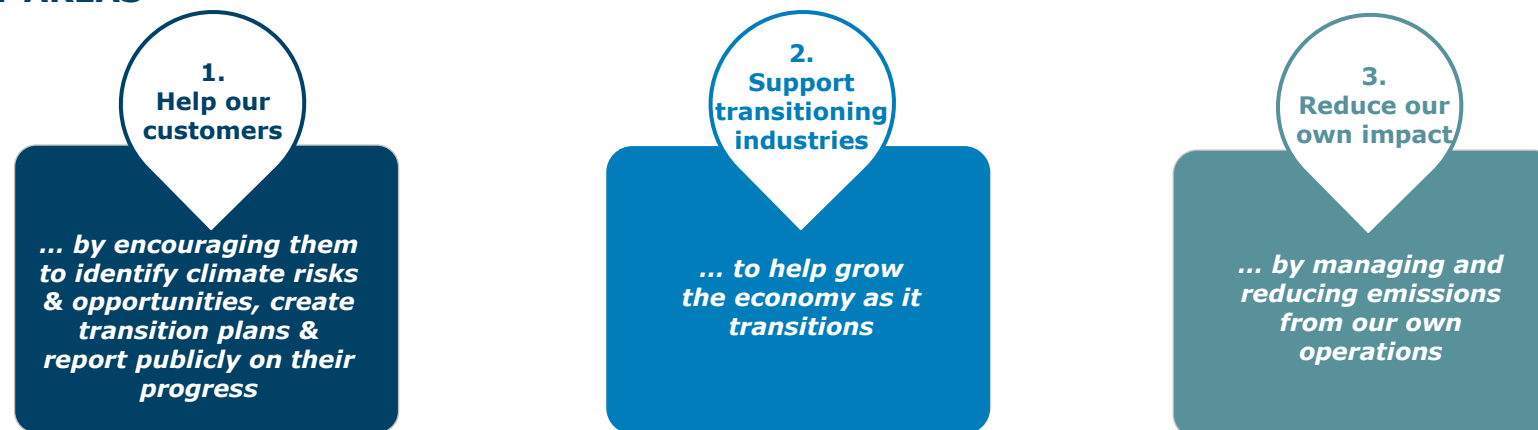 AREAS
1.
Help our
customers
... by encouraging them
to identify climate risks
& opportunities, create
transition plans &
report publicly on their
progress
2.
Support
transitioning
industries
... to help grow
the economy as it
transitions
3.
Reduce our
own impact
... by managing and
reducing emissions
from our own
operations